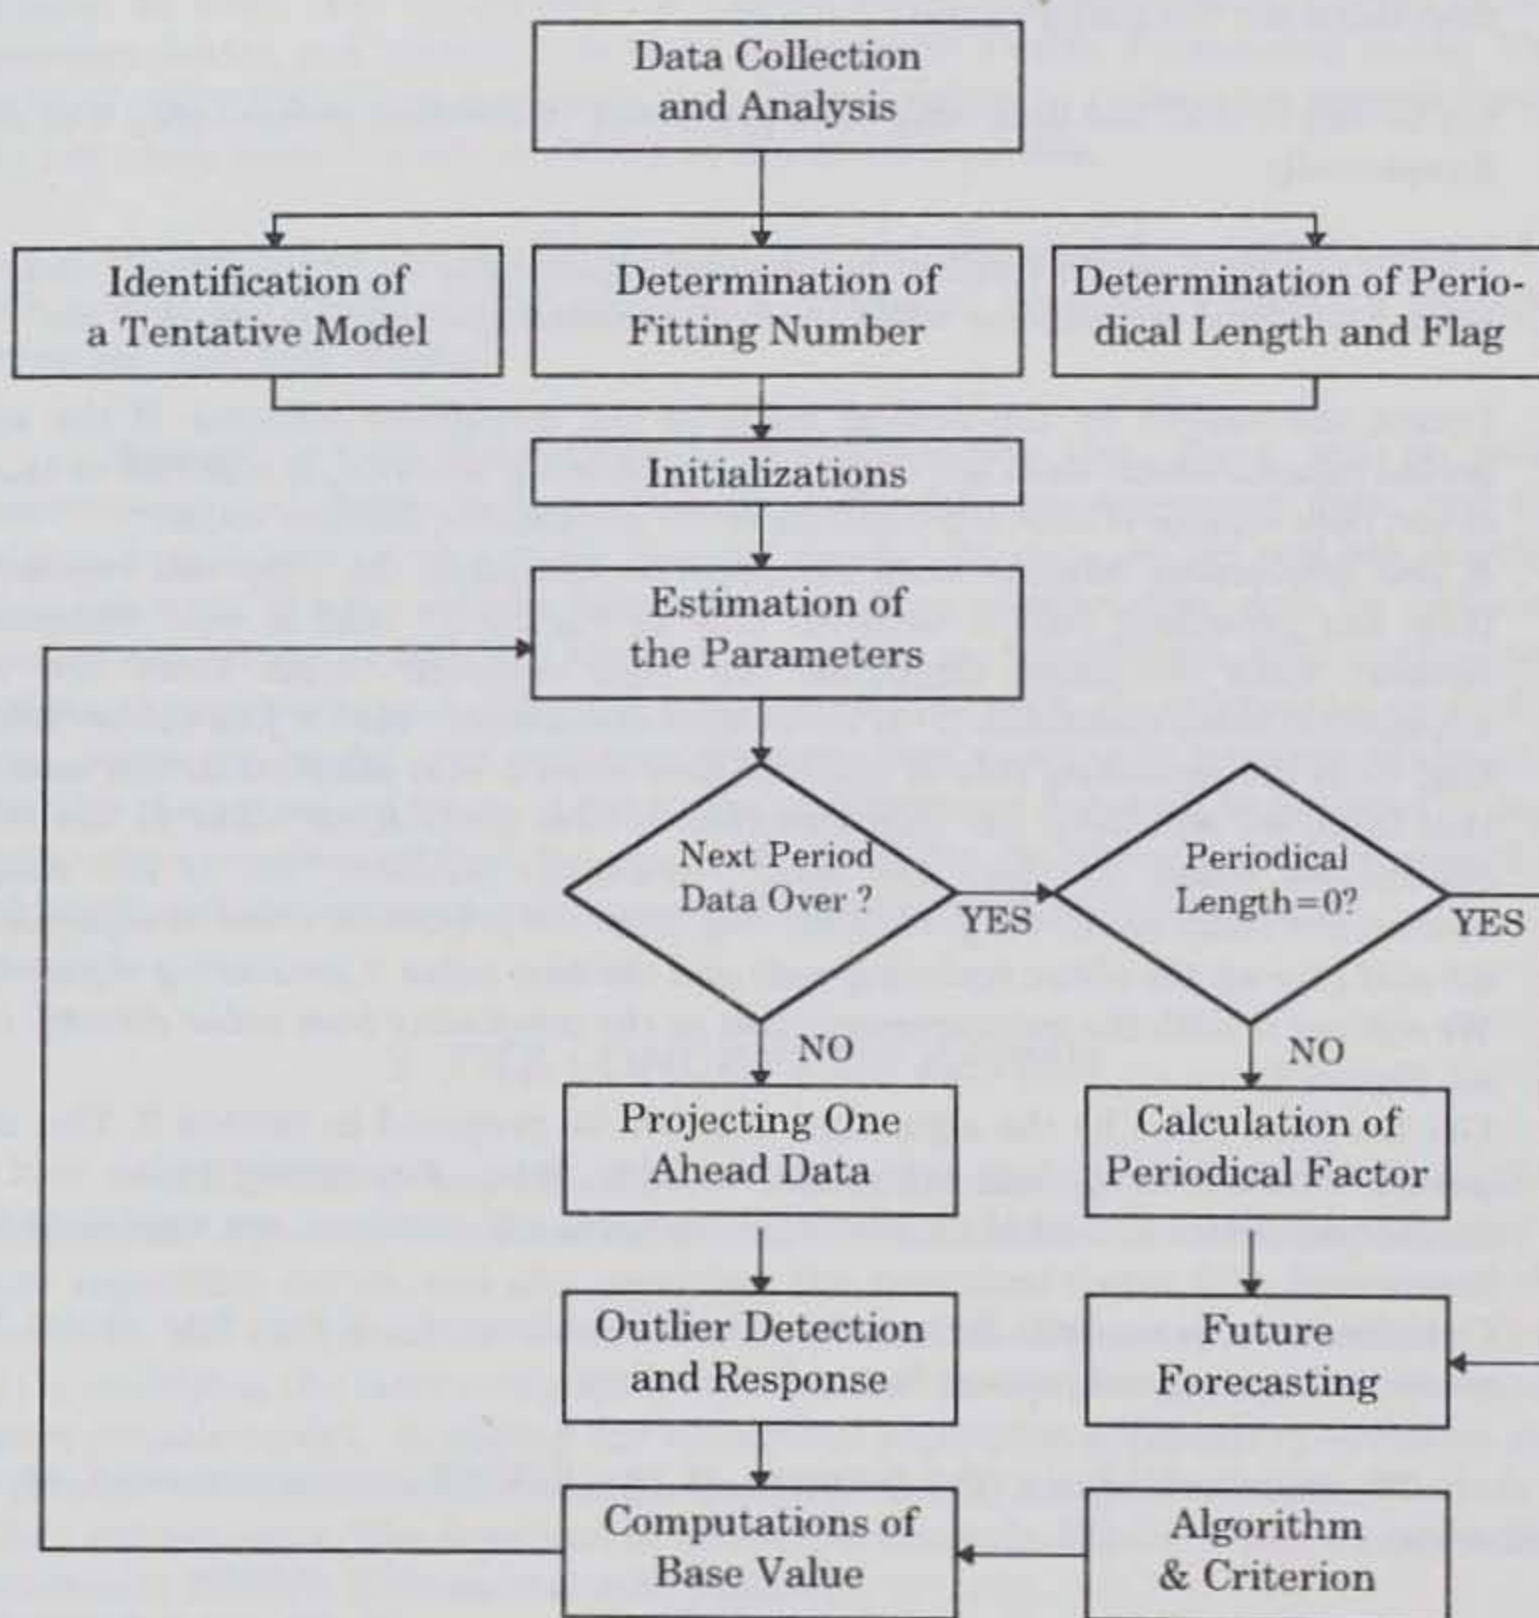 Data Collection
and Analysis
Identification of
a Tentative Model
Determination of
Fitting Number
Determination of Perio-
dical Length and Flag
Initializations
Estimation of
the Parameters
Next Period
Data Over ?
YES
Periodical
Length=0?
YES
NO
NO
Projecting One
Ahead Data
Calculation of
Periodical Factor
Outlier Detection
and Response
Future
Forecasting
Computations of
Base Value
Algorithm
& Criterion